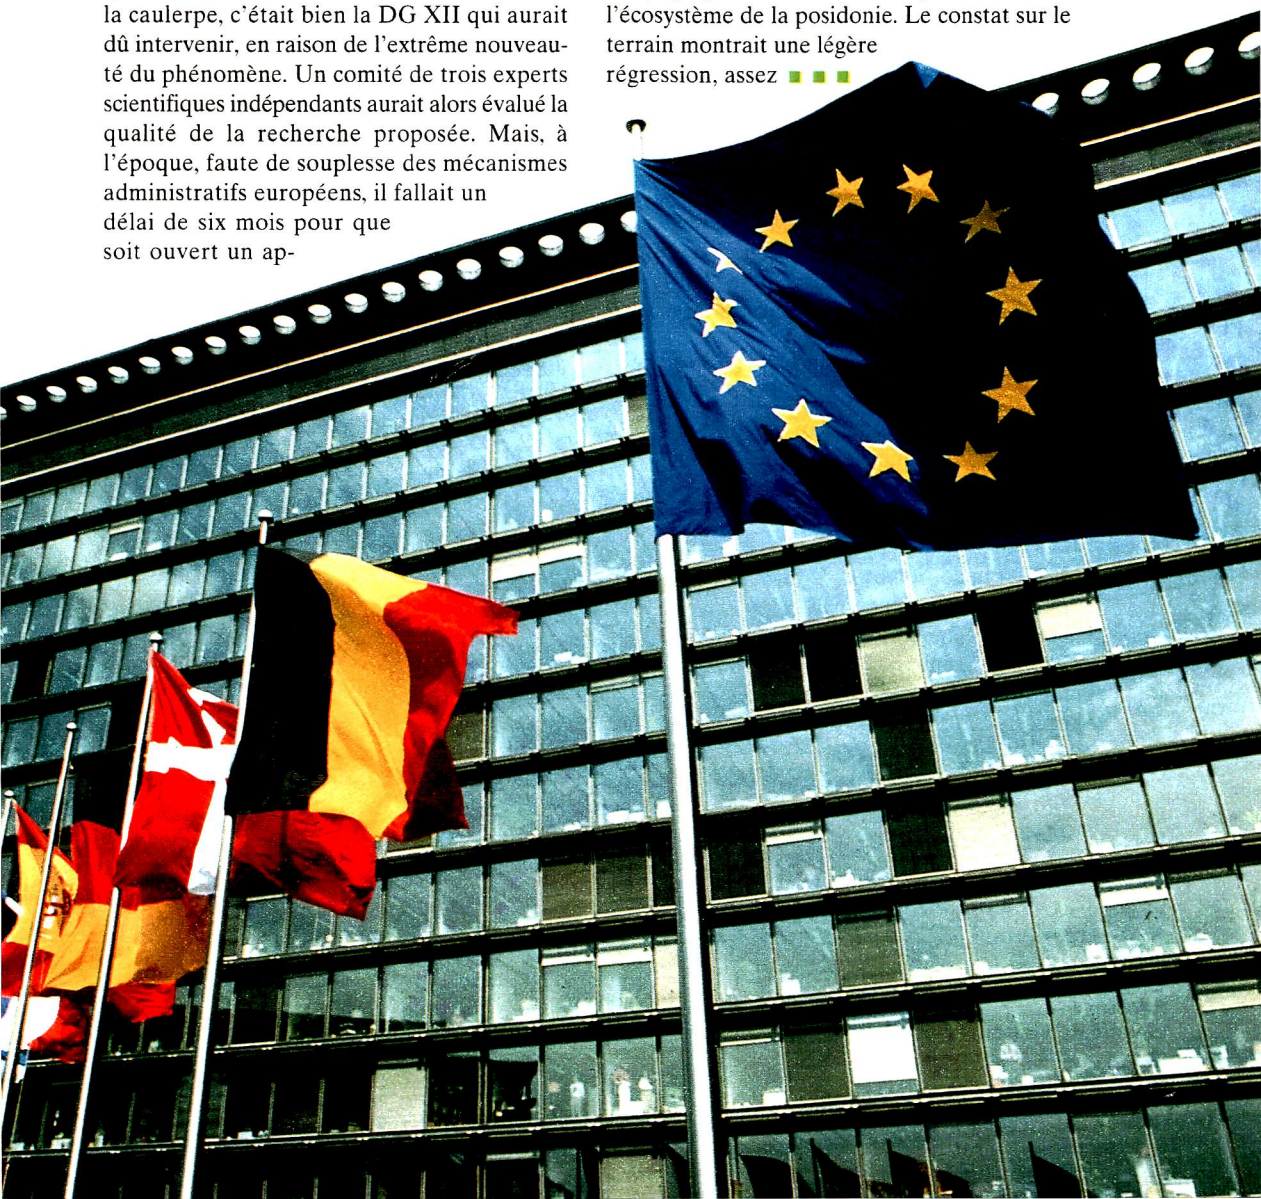 la caulerpe, c'était bien la DG XII qui aurait
dû intervenir, en raison de l'extrême nouveau-
té du phénomène. Un comité de trois experts
scientifiques indépendants aurait alors évalué la
qualité de la recherche proposée. Mais, à
l'époque, faute de souplesse des mécanismes
administratifs européens, il fallait un
délai de six mois pour que
soit ouvert un ap-
l'écosystème de la posidonie. Le constat sur le
terrain montrait une légère
régression, assez